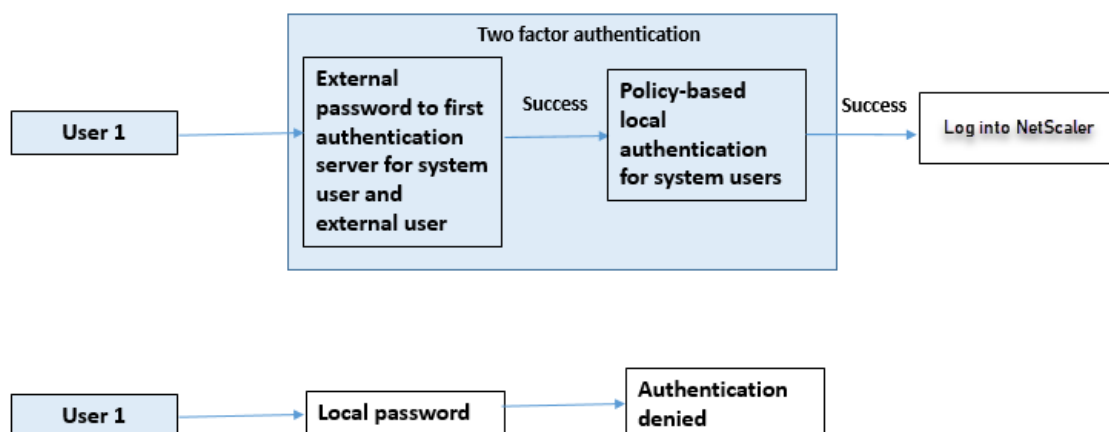 Two factor authentication
User 1
External
password to first
authentication
server for system
user and
external user
Success
Policy-based
local
authentication
for system users
Success
Log into NetScaler
User 1
Local password
Authentication
denied